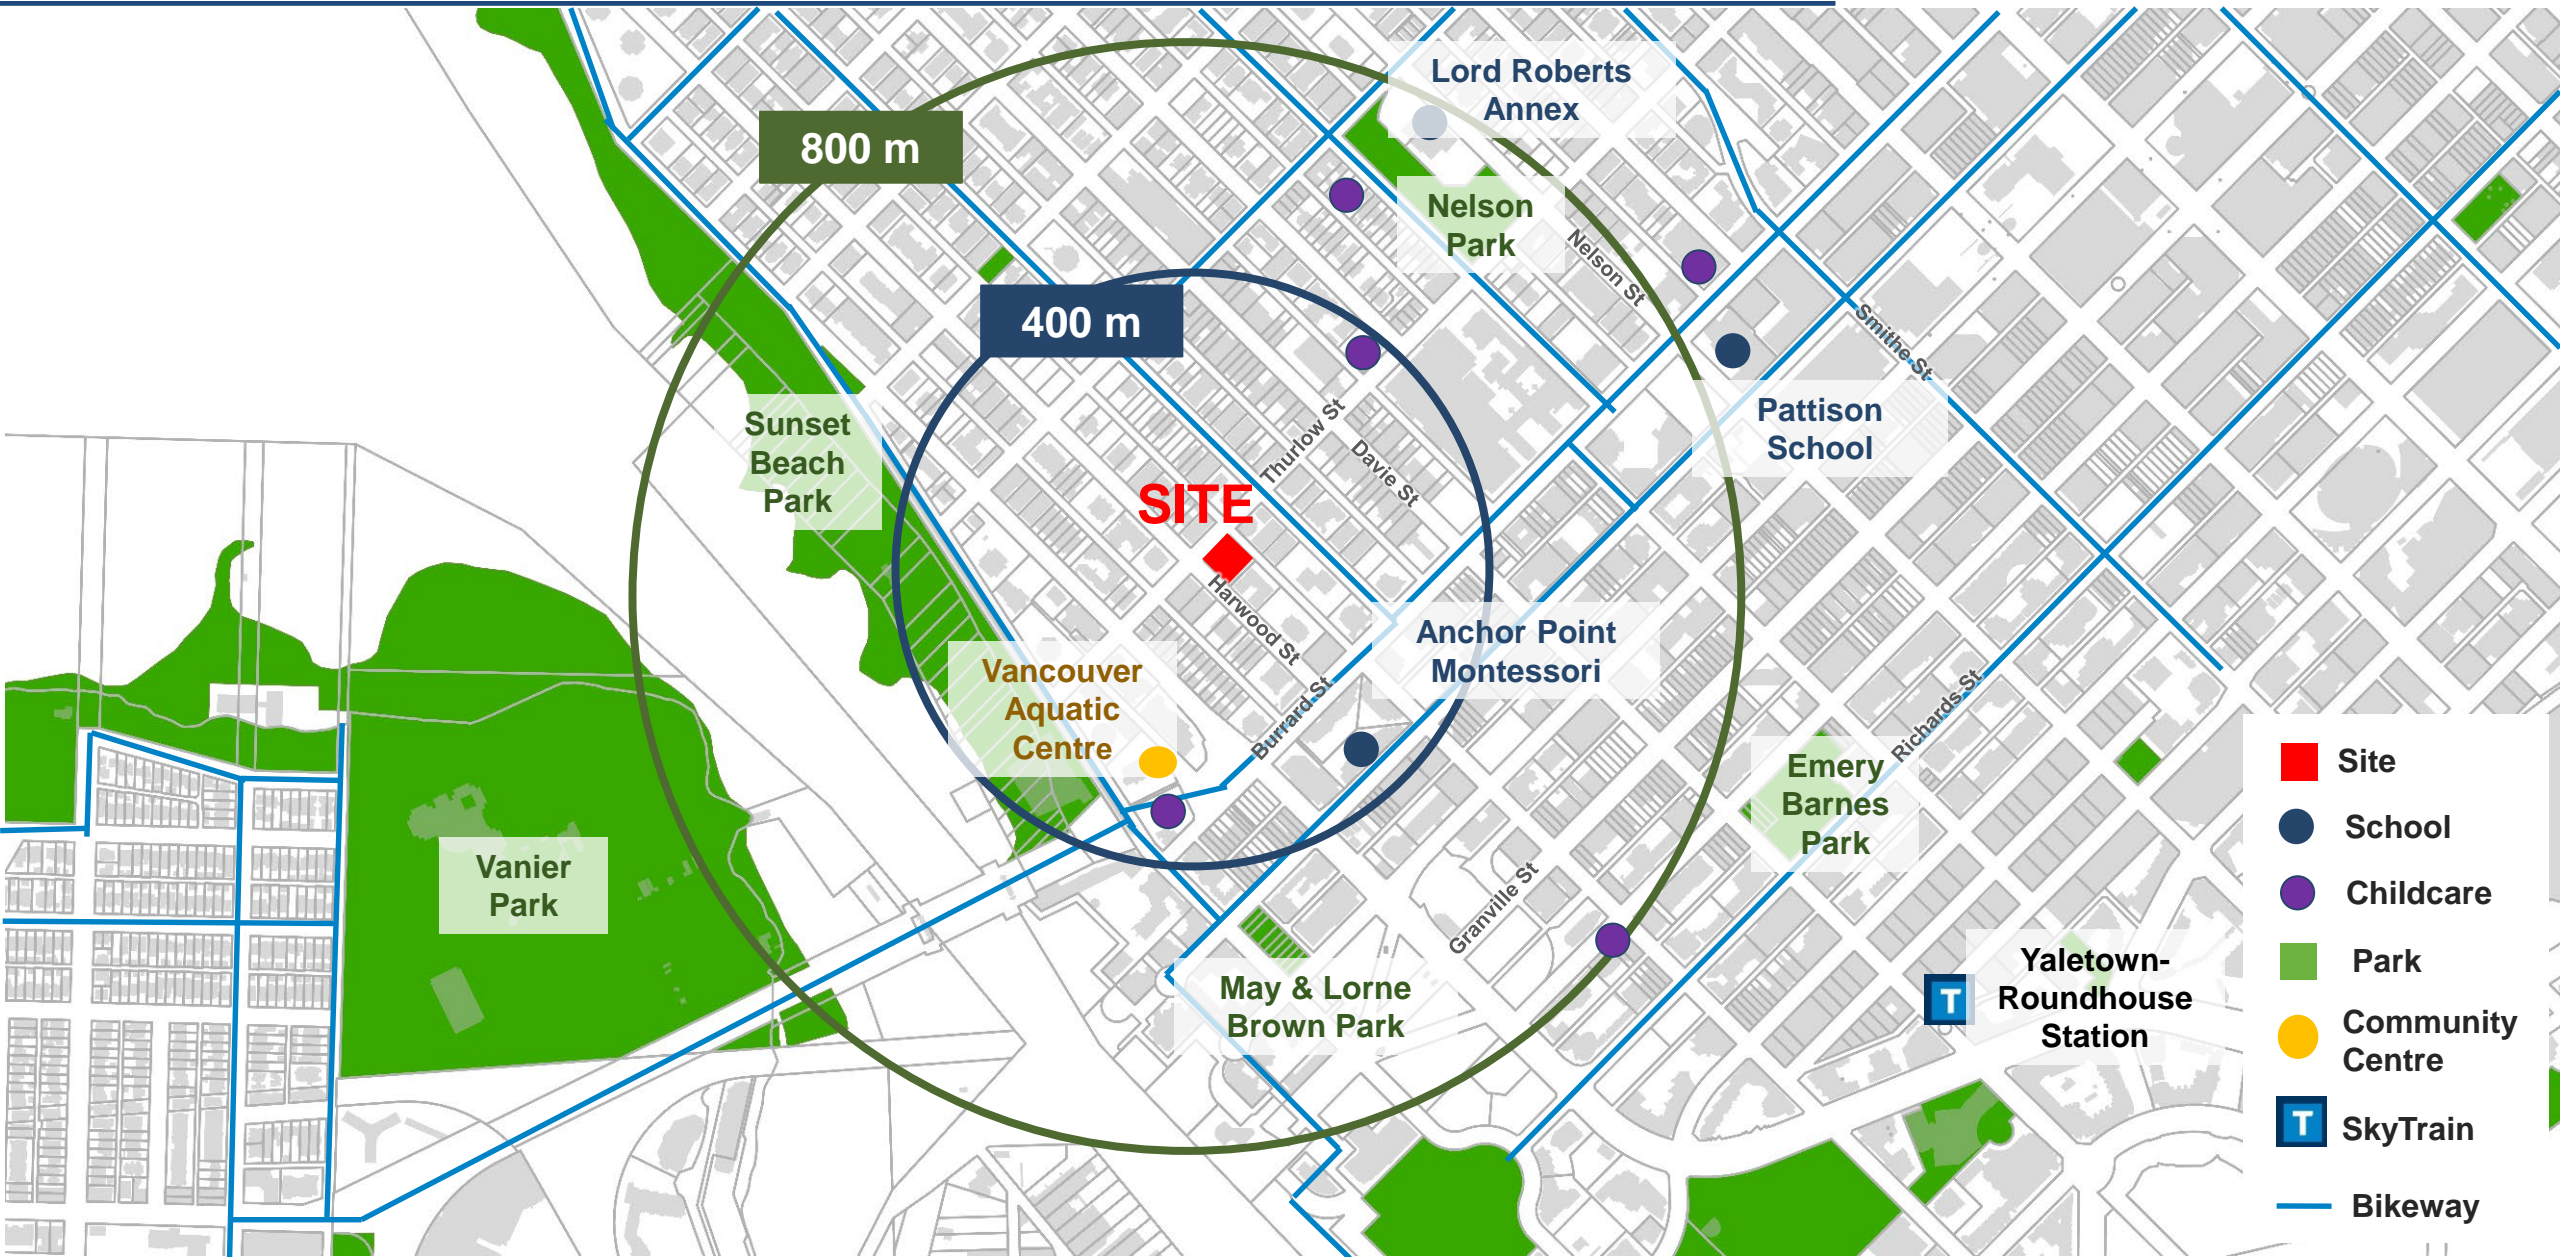 Lord Roberts
Annex
800 m
Nelson
Park
Nelson St
400 m
Smithe St
Sunset
Beach
Park
Thurlow St
Davie St
Pattison
School
SITE
Harwood St
Anchor Point
Montessori
Vancouver
Aquatic
Centre
Burrard St
Richards St
Emery
Barnes
Park
Vanier
Park
Granville St
May & Lorne
Brown Park
T
Yaletown-
Roundhouse
Station
Site
School
Childcare
Park
Community
Centre
T
SkyTrain
Bikeway